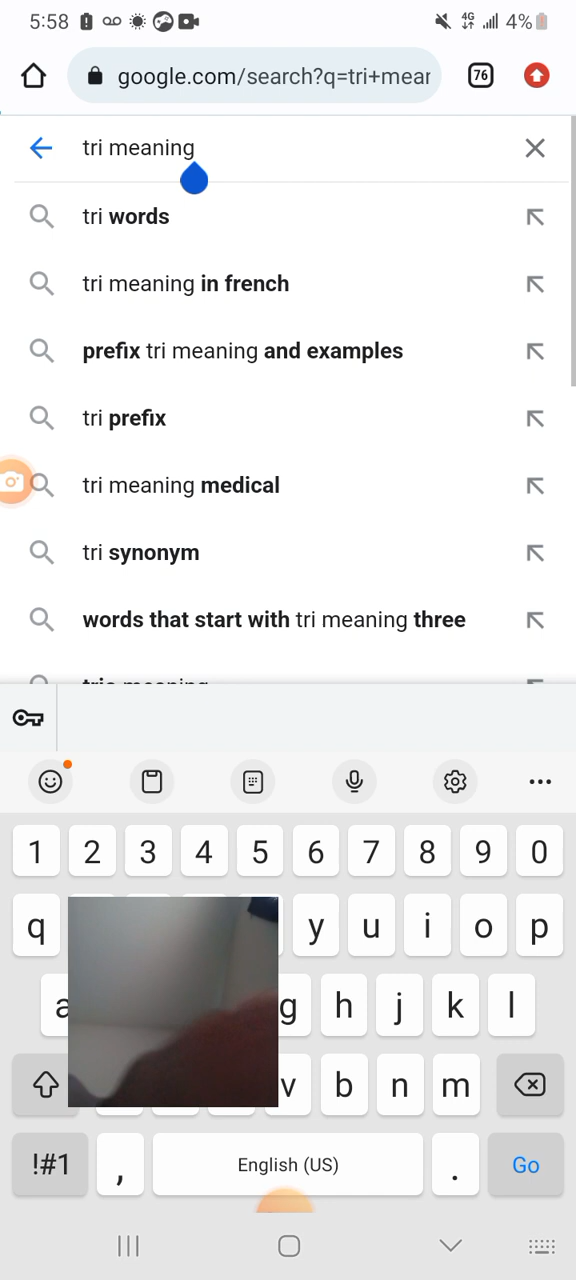 5:58 4G 4%
google.com/search?q=tri+mear 76
tri meaning
tri words
tri meaning in french
prefix tri meaning and examples
tri prefix
tri meaning medical
tri synonym
words that start with tri meaning three
1 2 3 4 5 6 7 8 9 0
q y u i o p
a g h j k l
v b n m
!#1 , English (US) . Go